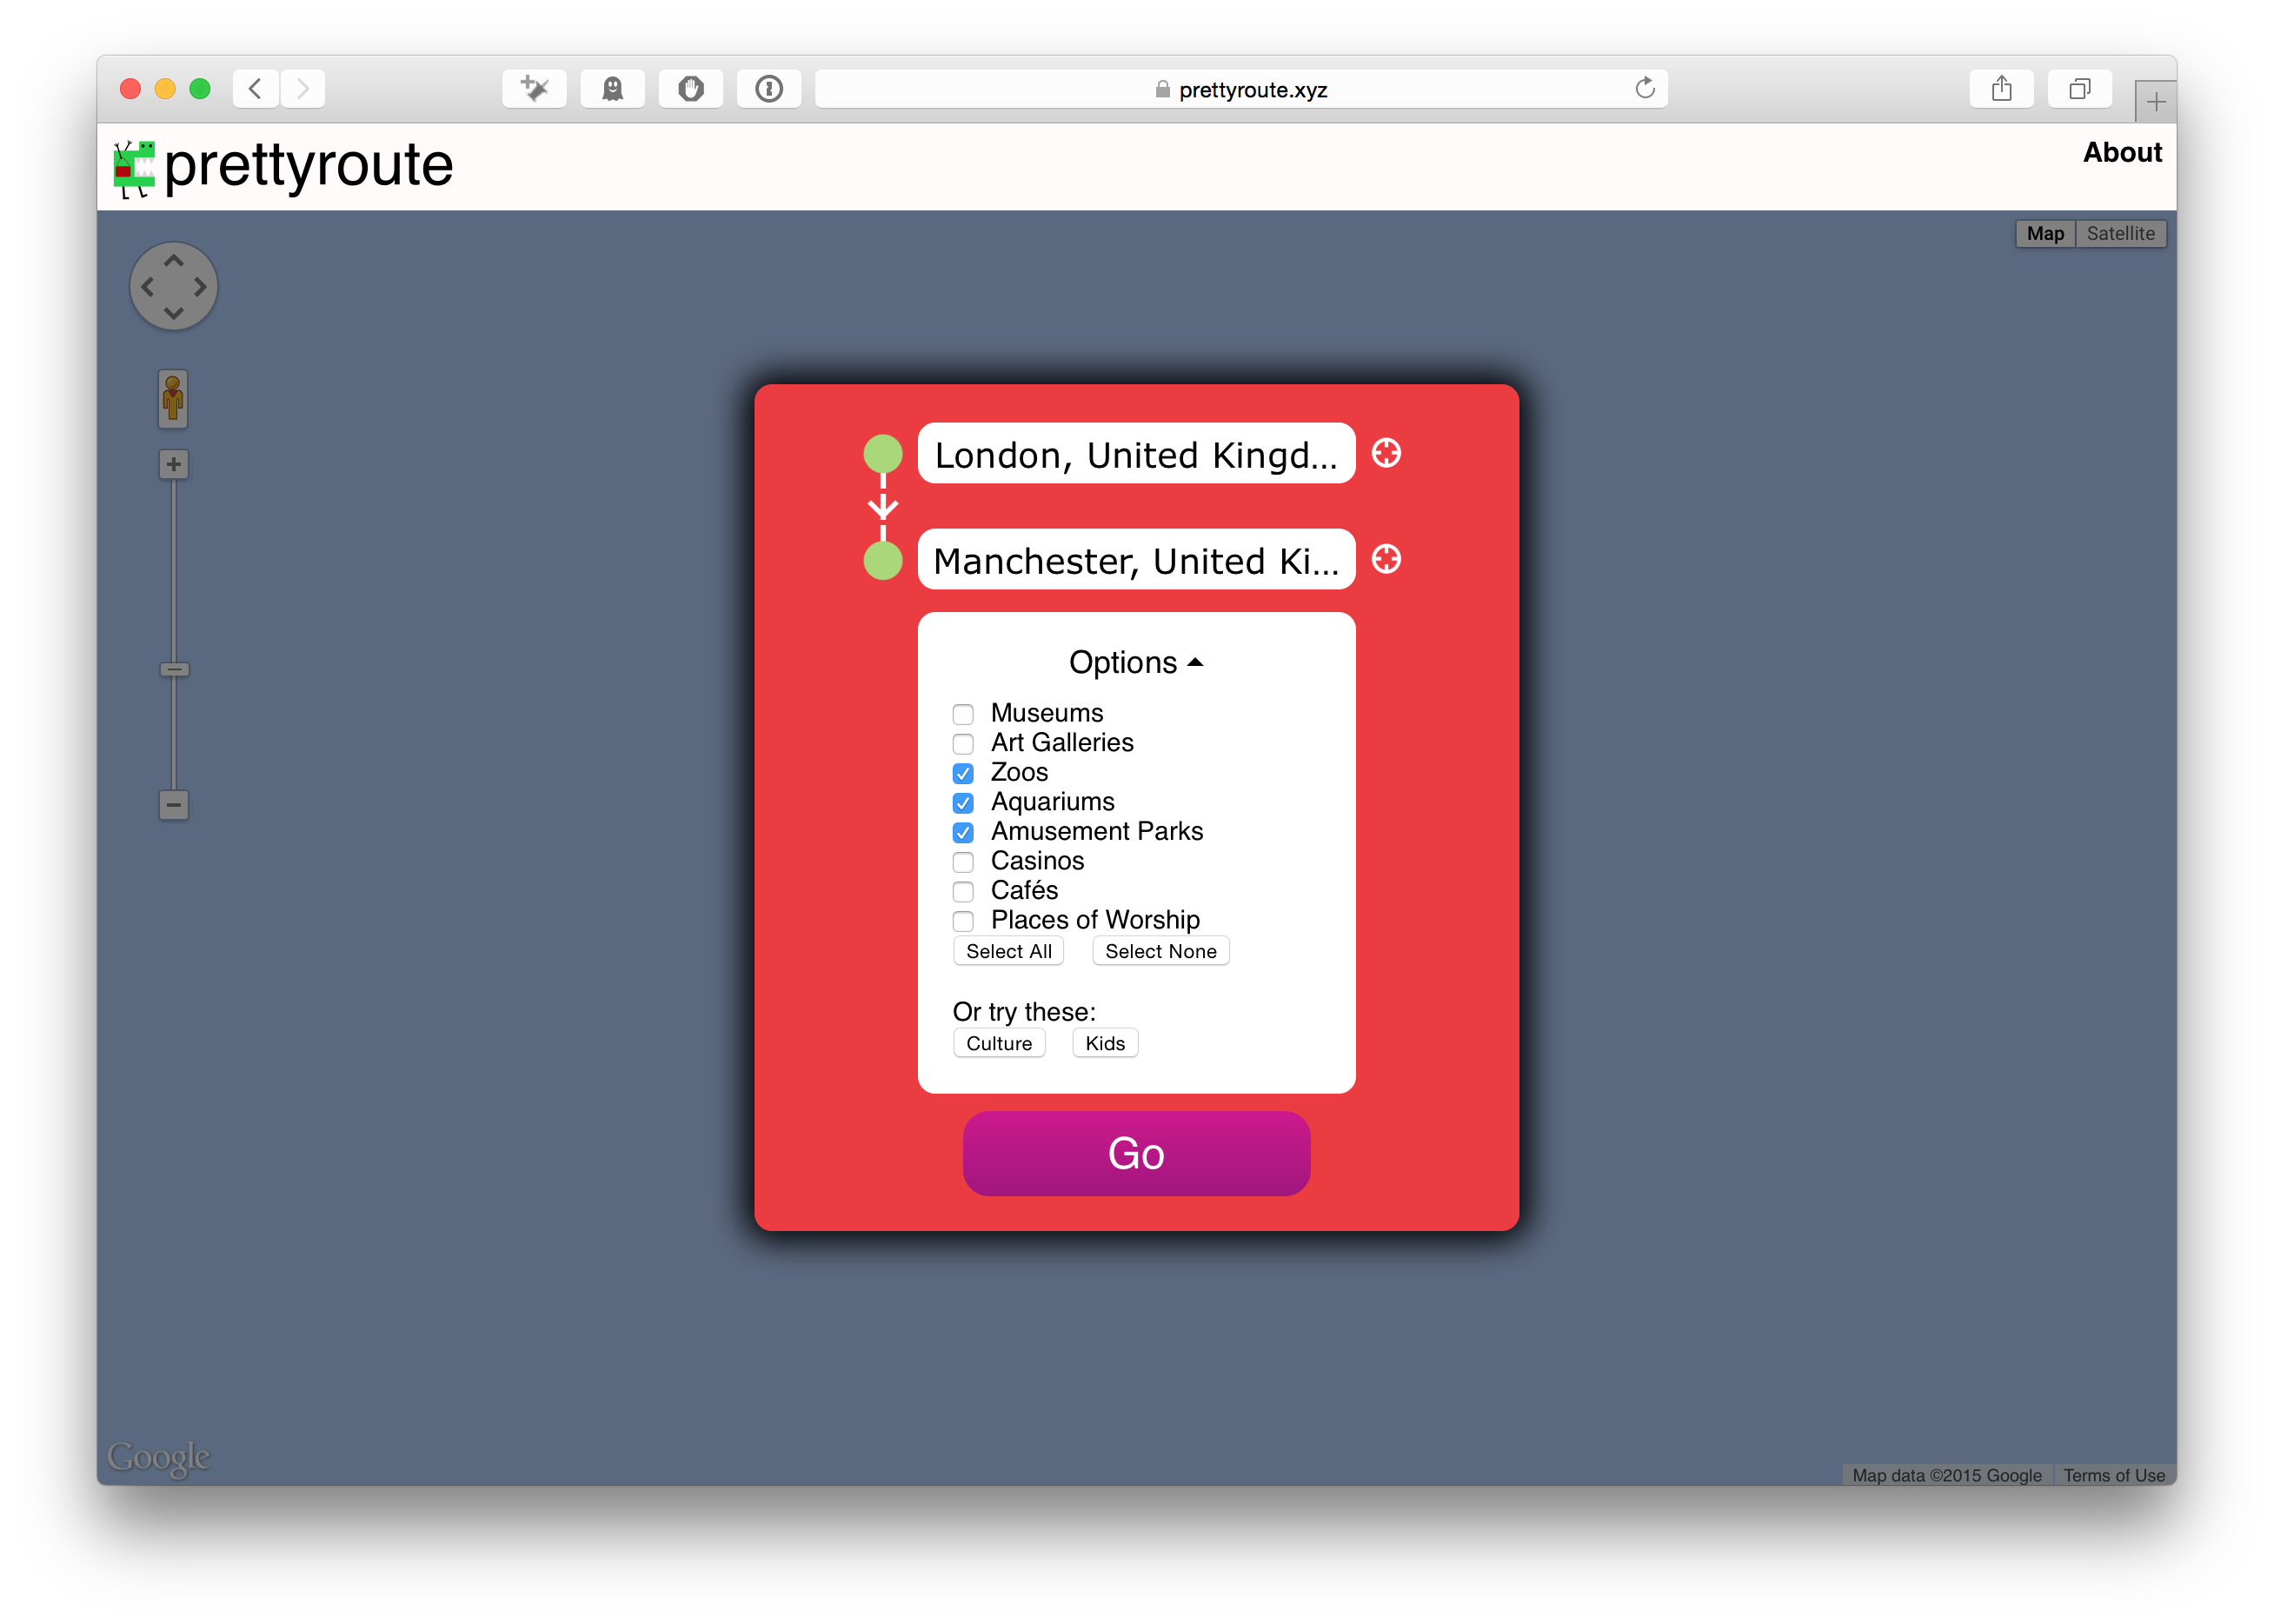 prettyroute.xyz
prettyroute
About
Map Satellite
London, United Kingd...
Manchester, United Ki...
Options
Museums
Art Galleries
Zoos
Aquariums
Amusement Parks
Casinos
Cafés
Places of Worship
Select All Select None
Or try these:
Culture Kids
Go
Google
Map data ©2015 Google Terms of Use